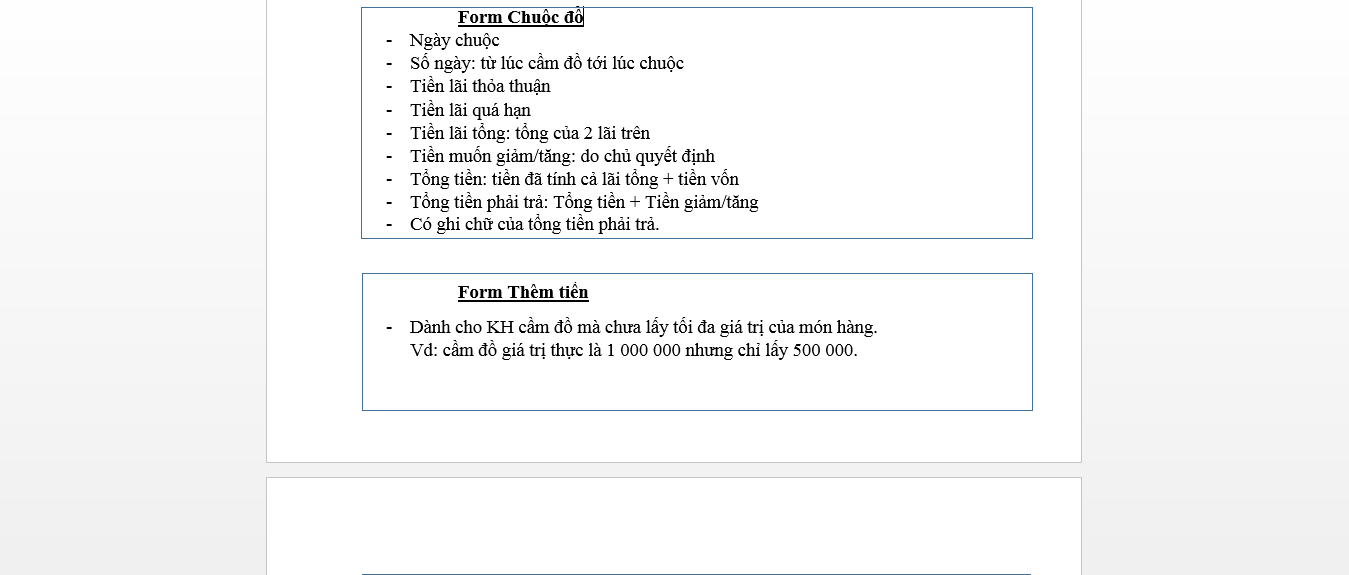 Form Chuộc đồ
- Ngày chuộc
- Số ngày: từ lúc cầm đồ tới lúc chuộc
- Tiền lãi thỏa thuận
- Tiền lãi quá hạn
- Tiền lãi tổng: tổng của 2 lãi trên
- Tiền muốn giảm/tăng: do chủ quyết định
- Tổng tiền: tiền đã tính cả lãi tổng + tiền vốn
- Tổng tiền phải trả: Tổng tiền + Tiền giảm/tăng
- Có ghi chữ của tổng tiền phải trả.
Form Thêm tiền
- Dành cho KH cầm đồ mà chưa lấy tối đa giá trị của món hàng.
Vd: cầm đồ giá trị thực là 1 000 000 nhưng chỉ lấy 500 000.